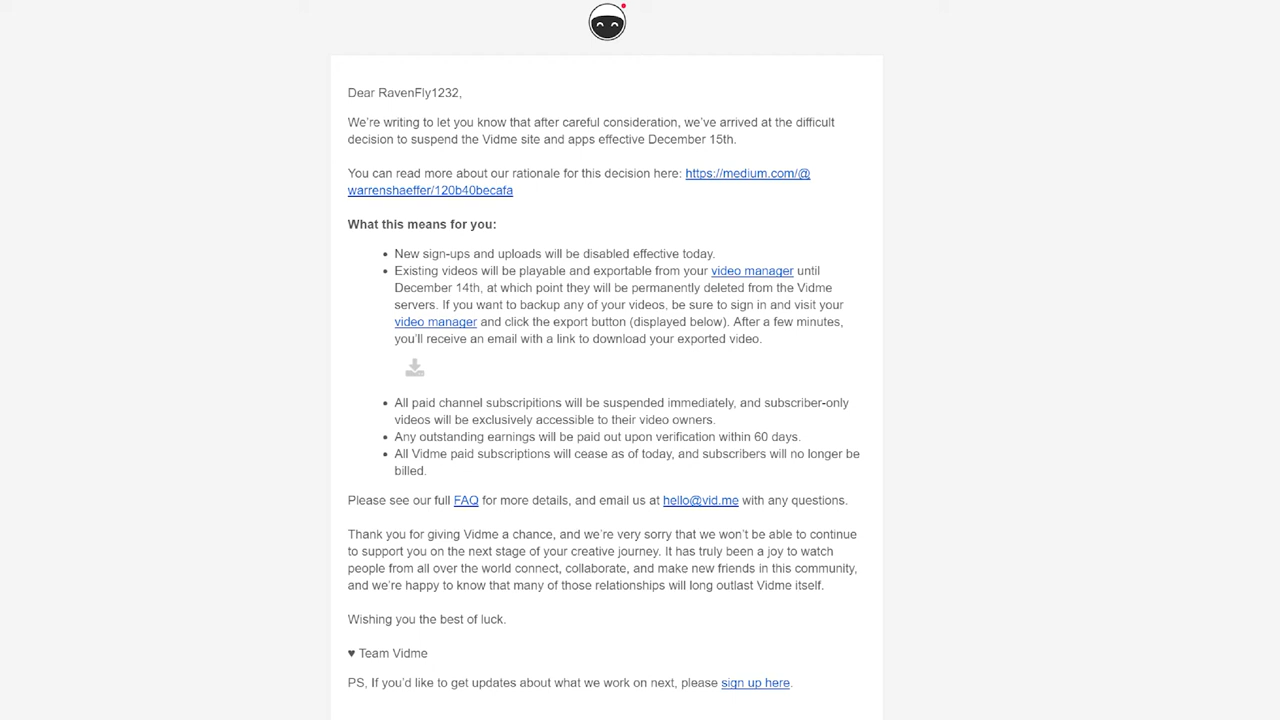 Dear RavenFly1232,
We're writing to let you know that after careful consideration, we've arrived at the difficult
decision to suspend the Vidme site and apps effective December 15th.
You can read more about our rationale for this decision here: https://medium.com/@
warrenshaeffer/120b40becafa
What this means for you:
• New sign-ups and uploads will be disabled effective today.
• Existing videos will be playable and exportable from your video manager until
December 14th, at which point they will be permanently deleted from the Vidme
servers. If you want to backup any of your videos, be sure to sign in and visit your
video manager and click the export button (displayed below). After a few minutes,
you'll receive an email with a link to download your exported video.
• All paid channel subscripitions will be suspended immediately, and subscriber-only
videos will be exclusively accessible to their video owners.
• Any outstanding earnings will be paid out upon verification within 60 days.
• All Vidme paid subscriptions will cease as of today, and subscribers will no longer be
billed.
Please see our full FAQ for more details, and email us at hello@vid.me with any questions.
Thank you for giving Vidme a chance, and we're very sorry that we won't be able to continue
to support you on the next stage of your creative journey. It has truly been a joy to watch
people from all over the world connect, collaborate, and make new friends in this community,
and we're happy to know that many of those relationships will long outlast Vidme itself.
Wishing you the best of luck.
♥ Team Vidme
PS, If you'd like to get updates about what we work on next, please sign up here.